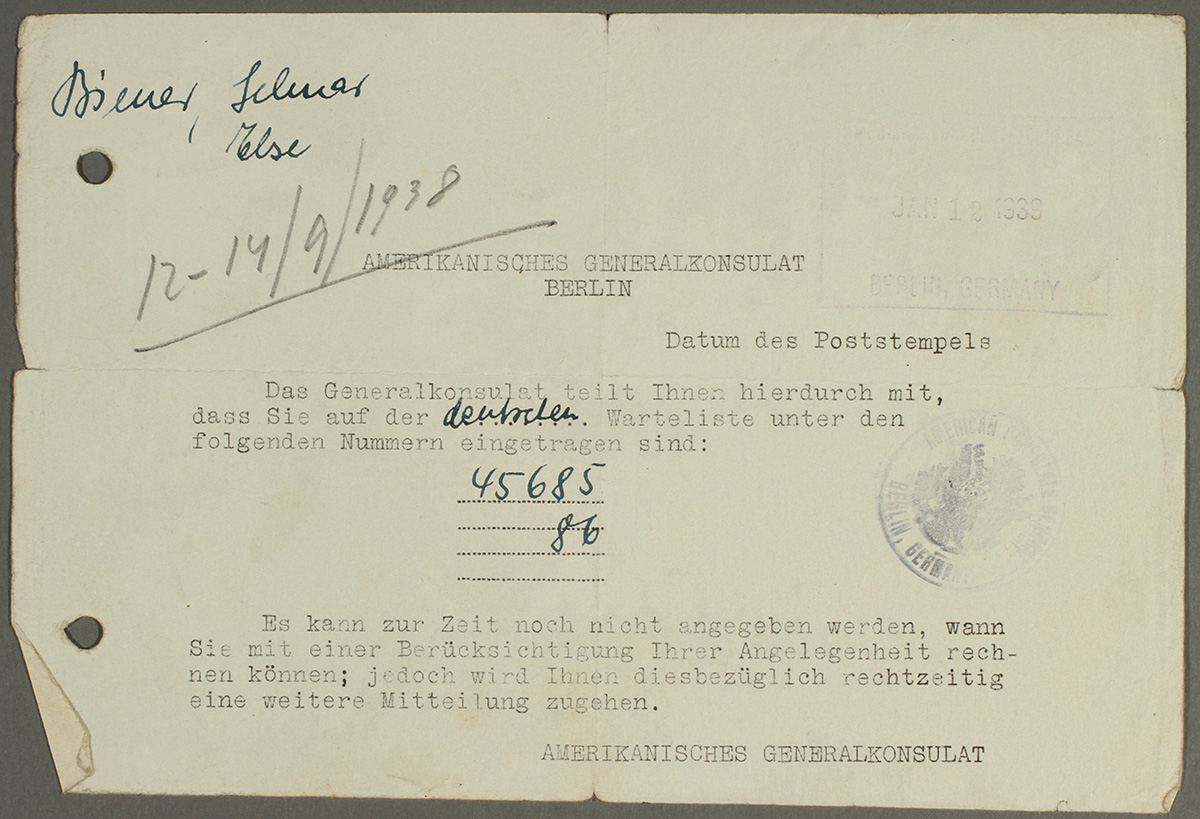 Biener, Selmar
Else
12-14/9/1938
JAN 12 1939
BERLIN, GERMANY
AMERIKANISCHES GENERALKONSULAT
BERLIN
Datum des Poststempels
Das Generalkonsulat teilt Ihnen hierdurch mit,
dass Sie auf der deutschen. Warteliste unter den
folgenden Nummern eingetragen sind:
45685
86
AMERICAN
BERLIN, GERMANY
Es kann zur Zeit noch nicht angegeben werden, wann
Sie mit einer Berücksichtigung Ihrer Angelegenheit rech-
nen können; jedoch wird Ihnen diesbezüglich rechtzeitig
eine weitere Mitteilung zugehen.
AMERIKANISCHES GENERALKONSULAT